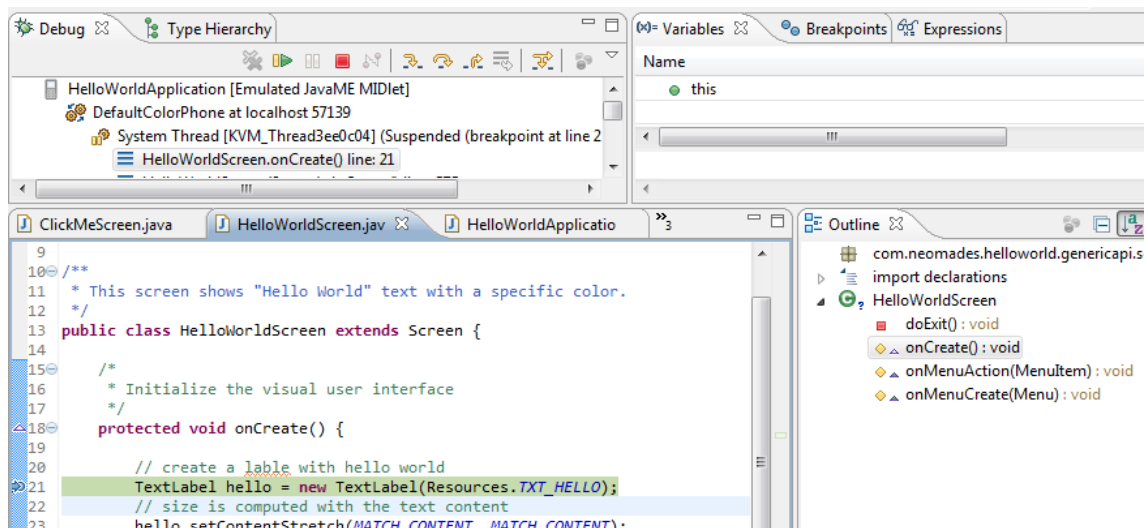 Debug
Type Hierarchy
HelloWorldApplication [Emulated JavaME MIDlet]
DefaultColorPhone at localhost 57139
System Thread [KVM_Thread3ee0c04] (Suspended (breakpoint at line 2
HelloWorldScreen.onCreate() line: 21
(x)= Variables
Breakpoints
Expressions
Name
this
ClickMeScreen.java
HelloWorldScreen.jav
HelloWorldApplicatio
»3
9
10 /**
11 * This screen shows "Hello World" text with a specific color.
12 */
13 public class HelloWorldScreen extends Screen {
14
15 /*
16 * Initialize the visual user interface
17 */
18 protected void onCreate() {
19
20 // create a lable with hello world
21 TextLabel hello = new TextLabel(Resources.TXT_HELLO);
22 // size is computed with the text content
23 hello.setContentStretch(MATCH_CONTENT, MATCH_CONTENT);
Outline
com.neomades.helloworld.genericapi.s
import declarations
HelloWorldScreen
doExit() : void
onCreate() : void
onMenuAction(MenuItem) : void
onMenuCreate(Menu) : void